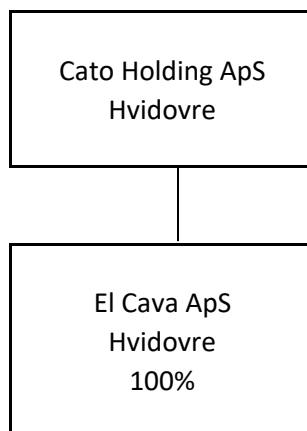 Cato Holding ApS
Hvidovre
El Cava ApS
Hvidovre
100%